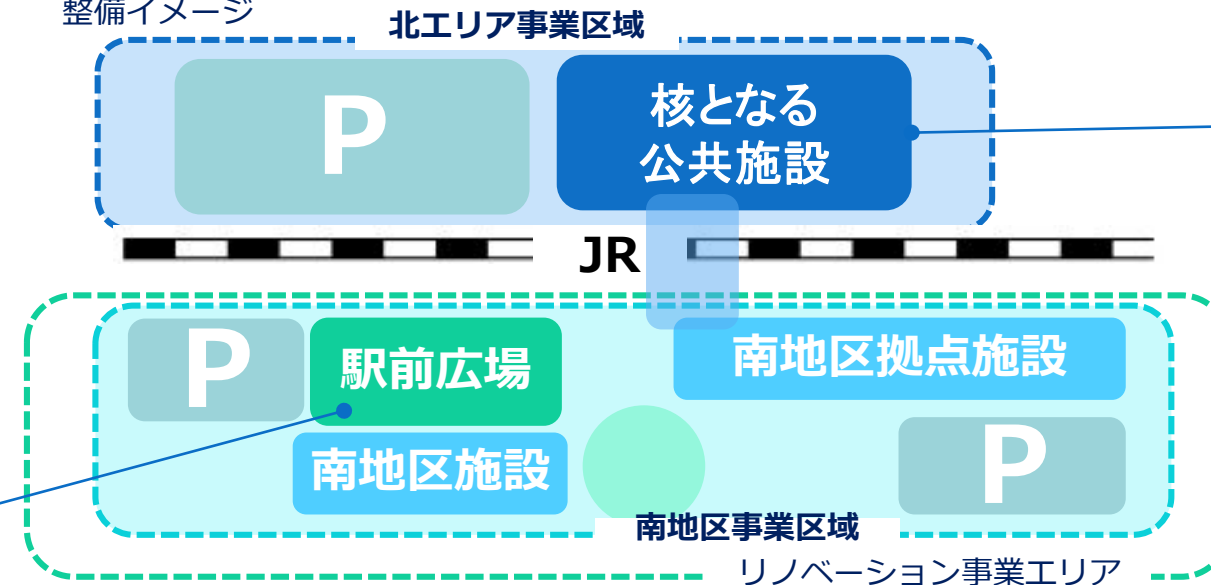 整備イメージ
北エリア事業区域
P
核となる
公共施設
JR
P
駅前広場
南地区拠点施設
南地区施設
P
南地区事業区域
リノベーション事業エリア